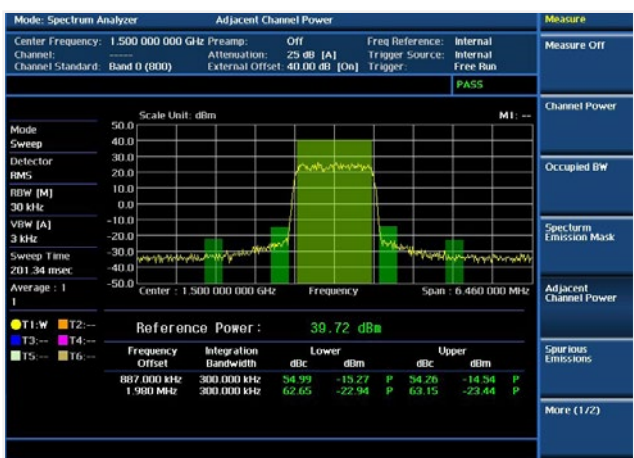 Mode: Spectrum Analyzer Adjacent Channel Power Measure
Center Frequency: 1.500 000 000 GHz Preamp: Off Freq Reference: Internal
Channel: ----- Attenuation: 25 dB [A] Trigger Source: Internal
Channel Standard: Band 0 (800) External Offset: 40.00 dB [On] Trigger: Free Run
Measure Off
PASS
Channel Power
Scale Unit: dBm M1: --
Mode
Sweep
Detector
RMS
RBW [M]
30 kHz
VBW [A]
3 kHz
Sweep Time
201.34 msec
Average : 1
1
50.0
40.0
30.0
20.0
10.0
0.0
-10.0
-20.0
-30.0
-40.0
-50.0
Center : 1.500 000 000 GHz Frequency Span : 6.460 000 MHz
Occupied BW
Specturm
Emission Mask
Adjacent
Channel Power
T1:W T2:--
T3:-- T4:--
T5:-- T6:--
Reference Power: 39.72 dBm
Frequency Offset Integration Bandwidth Lower Upper
dBc dBm dBc dBm
887.000 kHz 300.000 kHz 54.99 -15.27 P 54.26 -14.54 P
1.980 MHz 300.000 kHz 62.65 -22.94 P 63.15 -23.44 P
Spurious
Emissions
More (1/2)